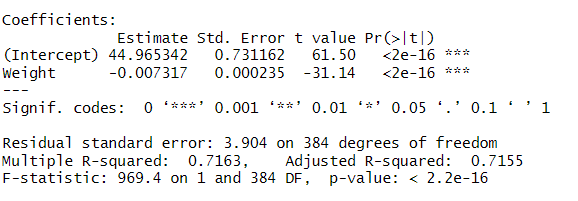 Coefficients:
Estimate Std. Error t value Pr(>|t|)
(Intercept) 44.965342 0.731162 61.50 <2e-16 ***
Weight -0.007317 0.000235 -31.14 <2e-16 ***
---
Signif. codes: 0 ‘***’ 0.001 ‘**’ 0.01 ‘*’ 0.05 ‘.’ 0.1 ‘ ’ 1
Residual standard error: 3.904 on 384 degrees of freedom
Multiple R-squared: 0.7163, Adjusted R-squared: 0.7155
F-statistic: 969.4 on 1 and 384 DF, p-value: < 2.2e-16